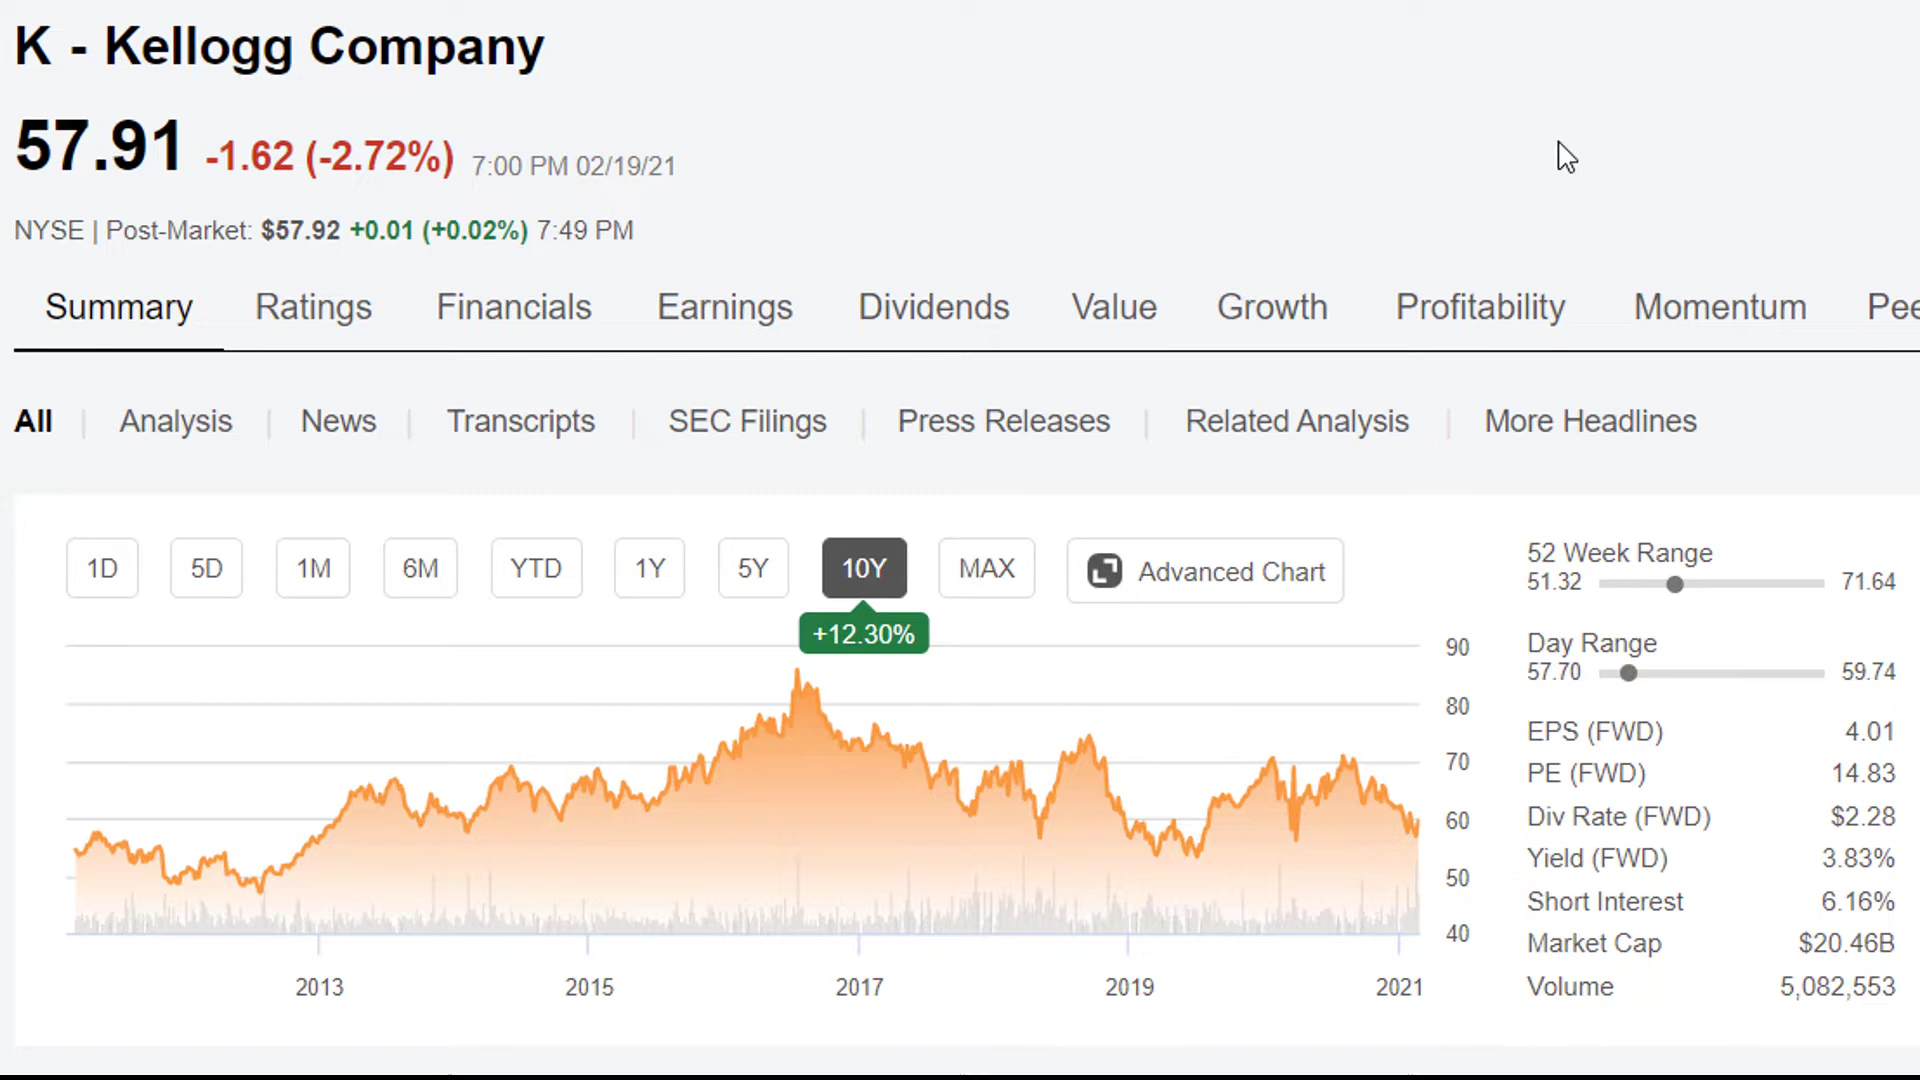 K - Kellogg Company
57.91 -1.62 (-2.72%) 7:00 PM 02/19/21
NYSE | Post-Market: $57.92 +0.01 (+0.02%) 7:49 PM
Summary Ratings Financials Earnings Dividends Value Growth Profitability Momentum Pee
All | Analysis | News | Transcripts | SEC Filings | Press Releases | Related Analysis | More Headlines
1D 5D 1M 6M YTD 1Y 5Y 10Y MAX Advanced Chart
+12.30%
90
80
70
60
50
40
2013 2015 2017 2019 2021
52 Week Range
51.32 71.64
Day Range
57.70 59.74
EPS (FWD) 4.01
PE (FWD) 14.83
Div Rate (FWD) $2.28
Yield (FWD) 3.83%
Short Interest 6.16%
Market Cap $20.46B
Volume 5,082,553